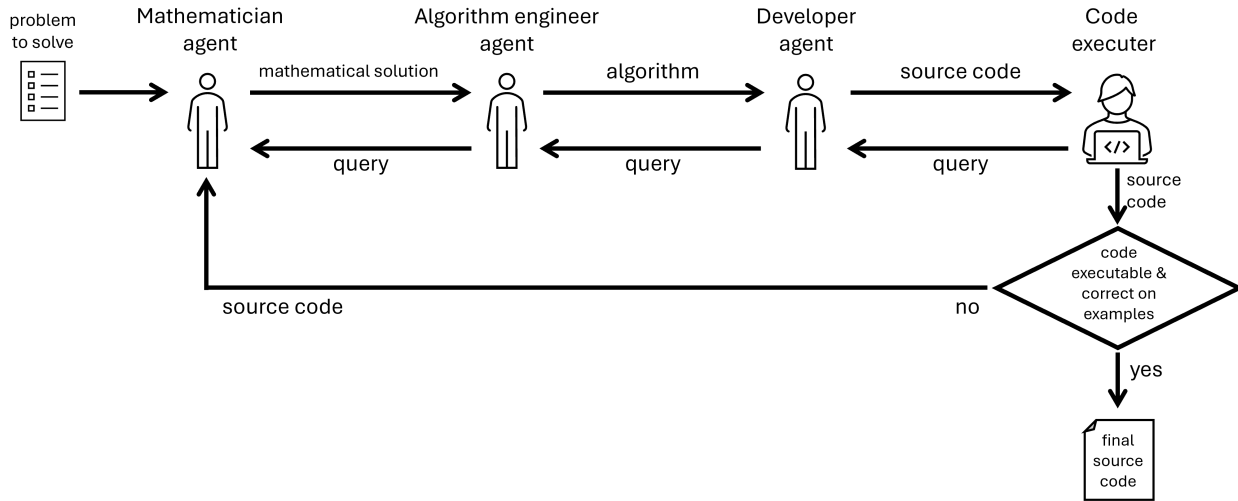 problem
to solve
Mathematician
agent
Algorithm engineer
agent
Developer
agent
Code
executer
mathematical solution
algorithm
source code
query
query
query
</>
source
code
code
executable &
correct on
examples
source code
no
yes
final
source
code